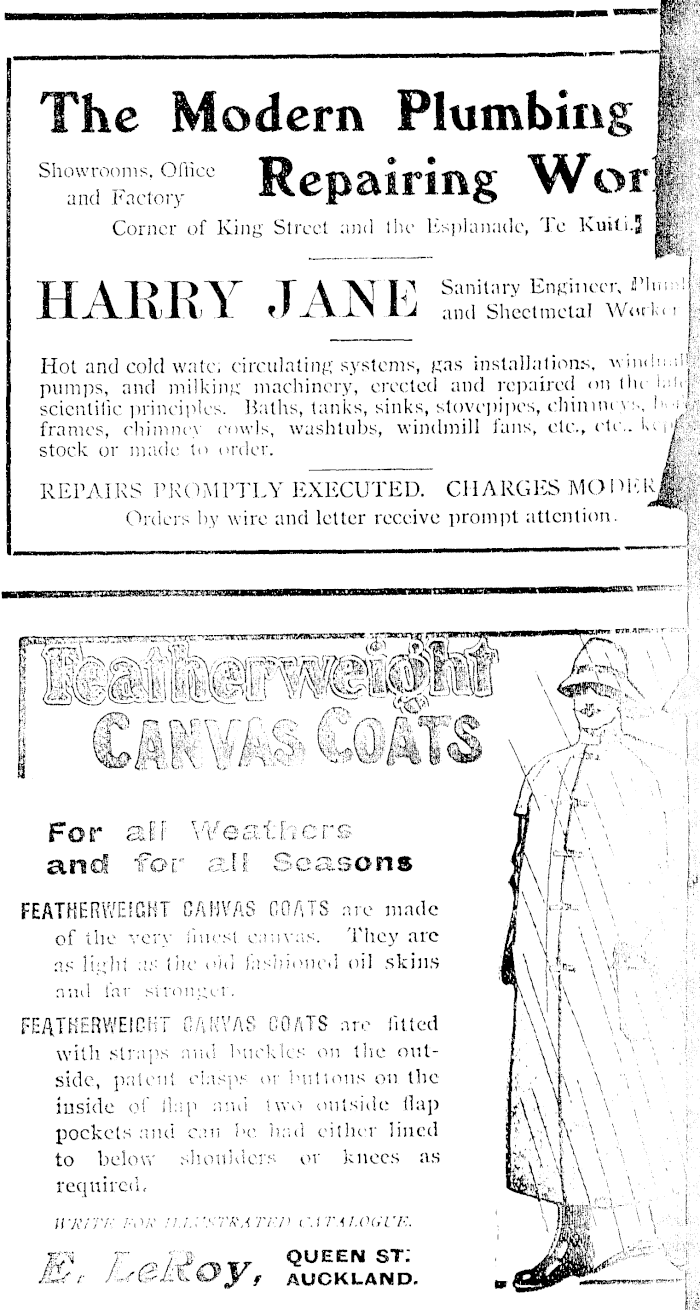 The Modern Plumbing
Showrooms, Office
and Factory
Repairing
Corner of King Street and the Esplanade, Te Kuiti.
HARRY JANE
Sanitary Engineer,
and Sheetmetal
Hot and cold water circulating systems, gas installations,
pumps, and milking machinery, erected and repaired on the
scientific principles. Baths, tanks, sinks, stovepipes, chimneys,
frames, chimney cowls, washtubs, windmill fans, etc., etc.,
stock or made to order.
REPAIRS PROMPTLY EXECUTED. CHARGES
Orders by wire and letter receive prompt attention.
Featherweight
CANVAS COATS
For all Weathers
and for all Seasons
FEATHERWEIGHT CANVAS COATS are made
of the very finest canvas. They are
as light as the old fashioned oil skins
and far stronger.
FEATHERWEIGHT CANVAS COATS are fitted
with straps and buckles on the out-
side, patent clasps or buttons on the
inside of flap and two outside flap
pockets and can be had either lined
to below shoulders or knees as
required.
WRITE FOR ILLUSTRATED CATALOGUE.
E. LeRoy,
QUEEN ST.
AUCKLAND.